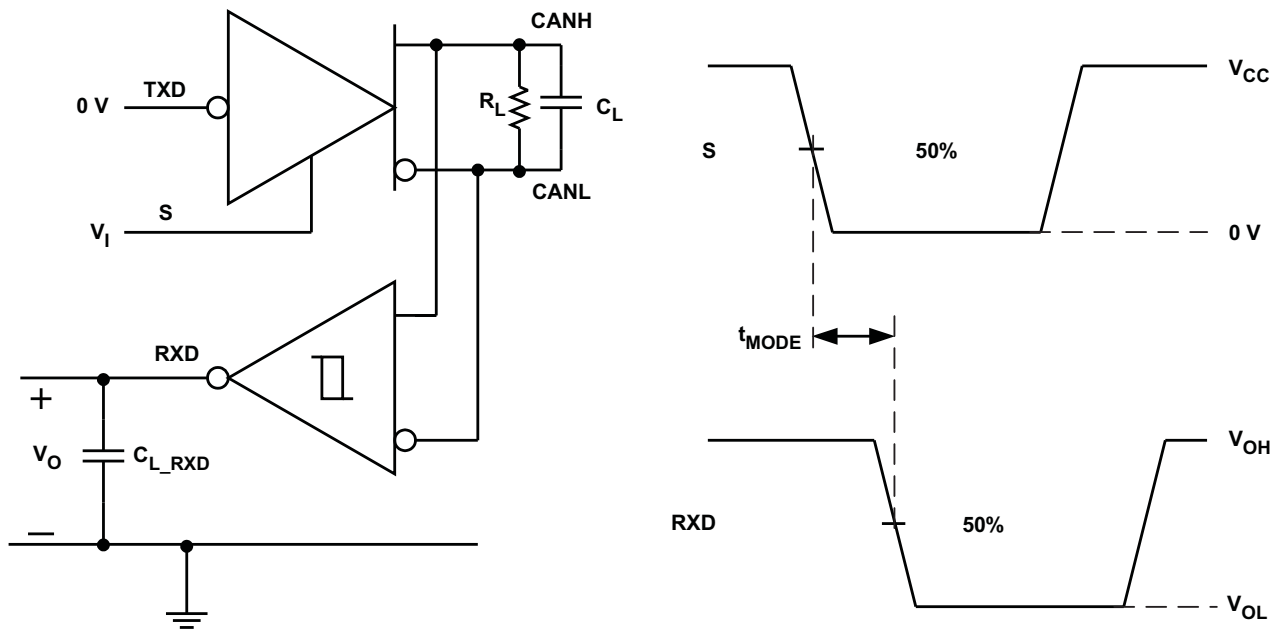 CANH
TXD
0 V
R_L
C_L
CANL
S
V_I
RXD
+
V_O
C_L_RXD
—
V_CC
S
50%
0 V
t_MODE
V_OH
RXD
50%
V_OL